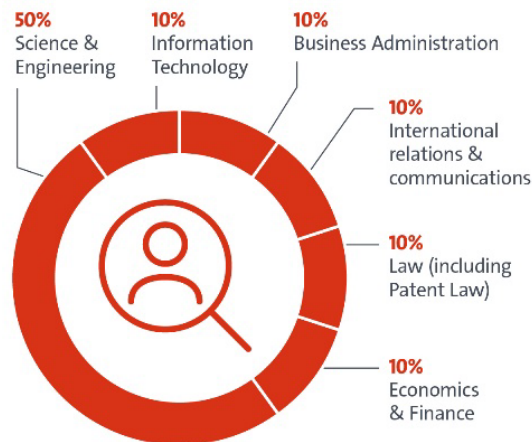 50%
Science &
Engineering
10%
Information
Technology
10%
Business Administration
10%
International
relations &
communications
10%
Law (including
Patent Law)
10%
Economics
& Finance